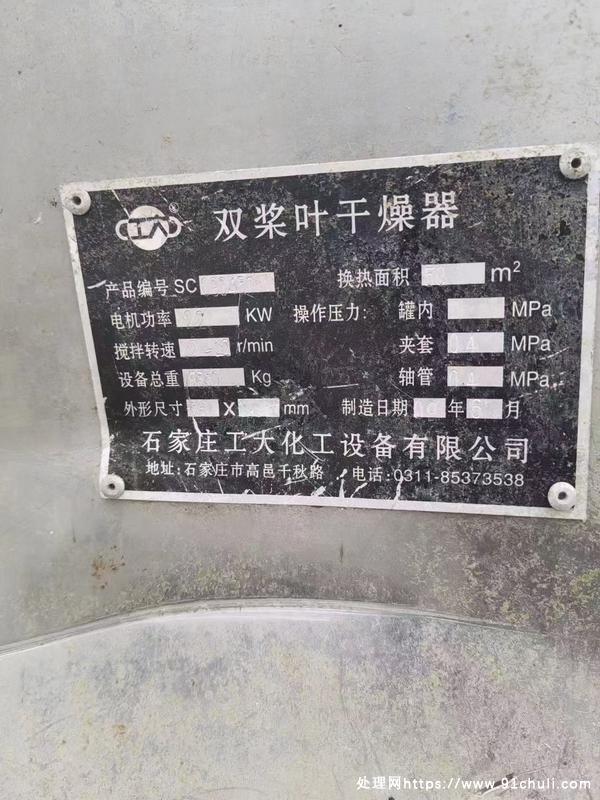 工大®
双桨叶干燥器
产品编号 SC 换热面积 m²
电机功率 KW 操作压力: 罐内 MPa
搅拌转速 r/min 夹套 MPa
设备总重 Kg 轴管 MPa
外形尺寸 X mm 制造日期 年 月
石家庄工大化工设备有限公司
地址:石家庄市高邑千秋路 电话:0311-85373538
处理网https://www.91chuli.com/